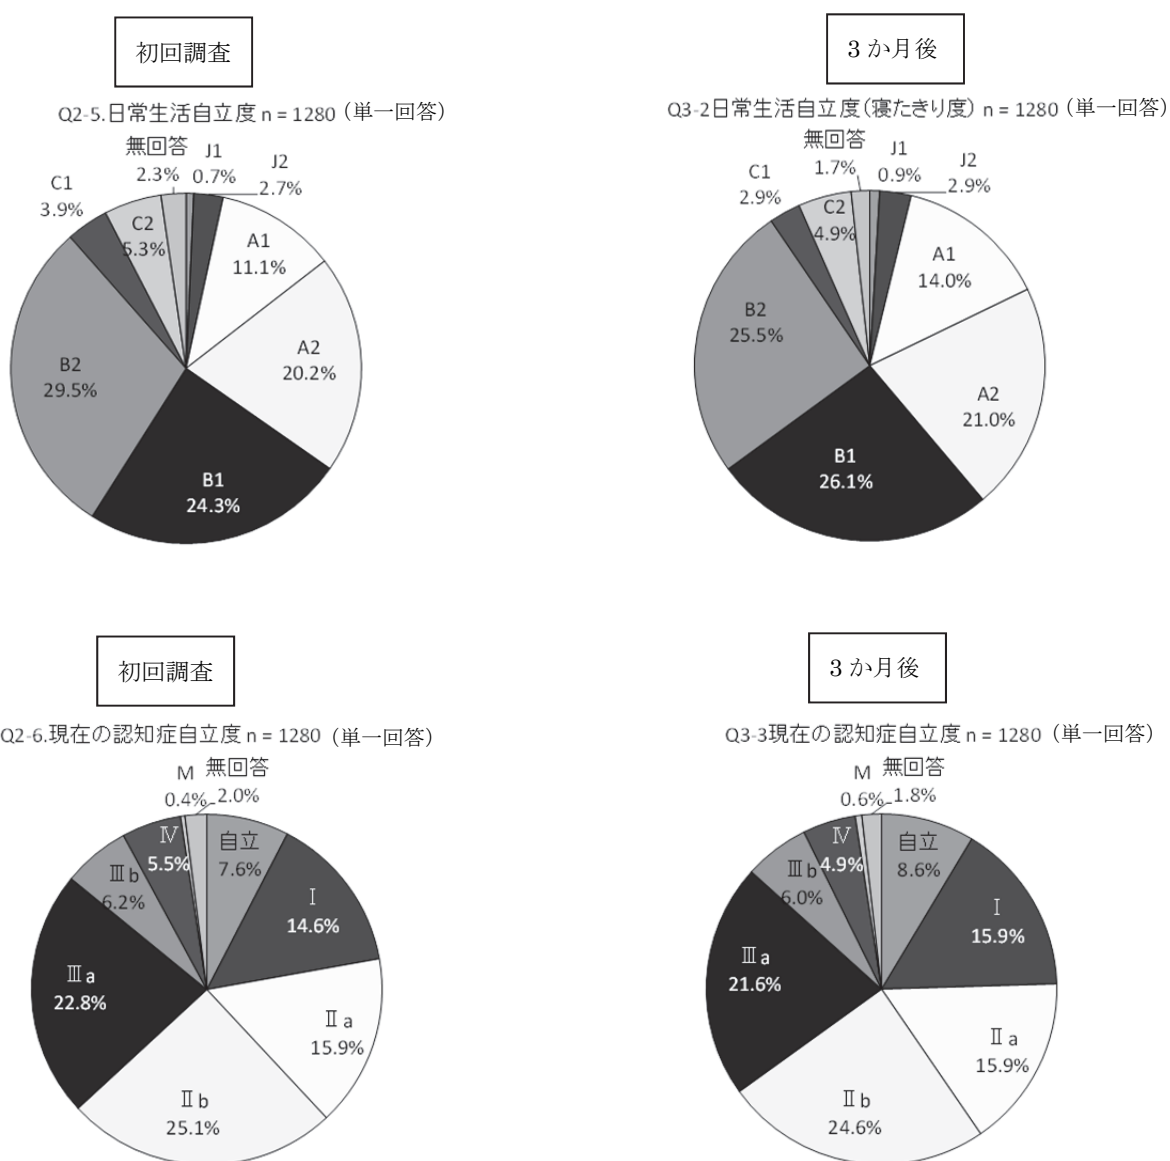 初回調査
Q2-5.日常生活自立度 n = 1280（単一回答）
無回答
2.3%
J1
0.7%
J2
2.7%
A1
11.1%
A2
20.2%
B1
24.3%
B2
29.5%
C1
3.9%
C2
5.3%
3か月後
Q3-2日常生活自立度（寝たきり度） n = 1280（単一回答）
無回答
1.7%
J1
0.9%
J2
2.9%
A1
14.0%
A2
21.0%
B1
26.1%
B2
25.5%
C1
2.9%
C2
4.9%
初回調査
Q2-6.現在の認知症自立度 n = 1280（単一回答）
M
0.4%
無回答
2.0%
自立
7.6%
Ⅰ
14.6%
Ⅱa
15.9%
Ⅱb
25.1%
Ⅲa
22.8%
Ⅲb
6.2%
Ⅳ
5.5%
3か月後
Q3-3現在の認知症自立度 n = 1280（単一回答）
M
0.6%
無回答
1.8%
自立
8.6%
Ⅰ
15.9%
Ⅱa
15.9%
Ⅱb
24.6%
Ⅲa
21.6%
Ⅲb
6.0%
Ⅳ
4.9%